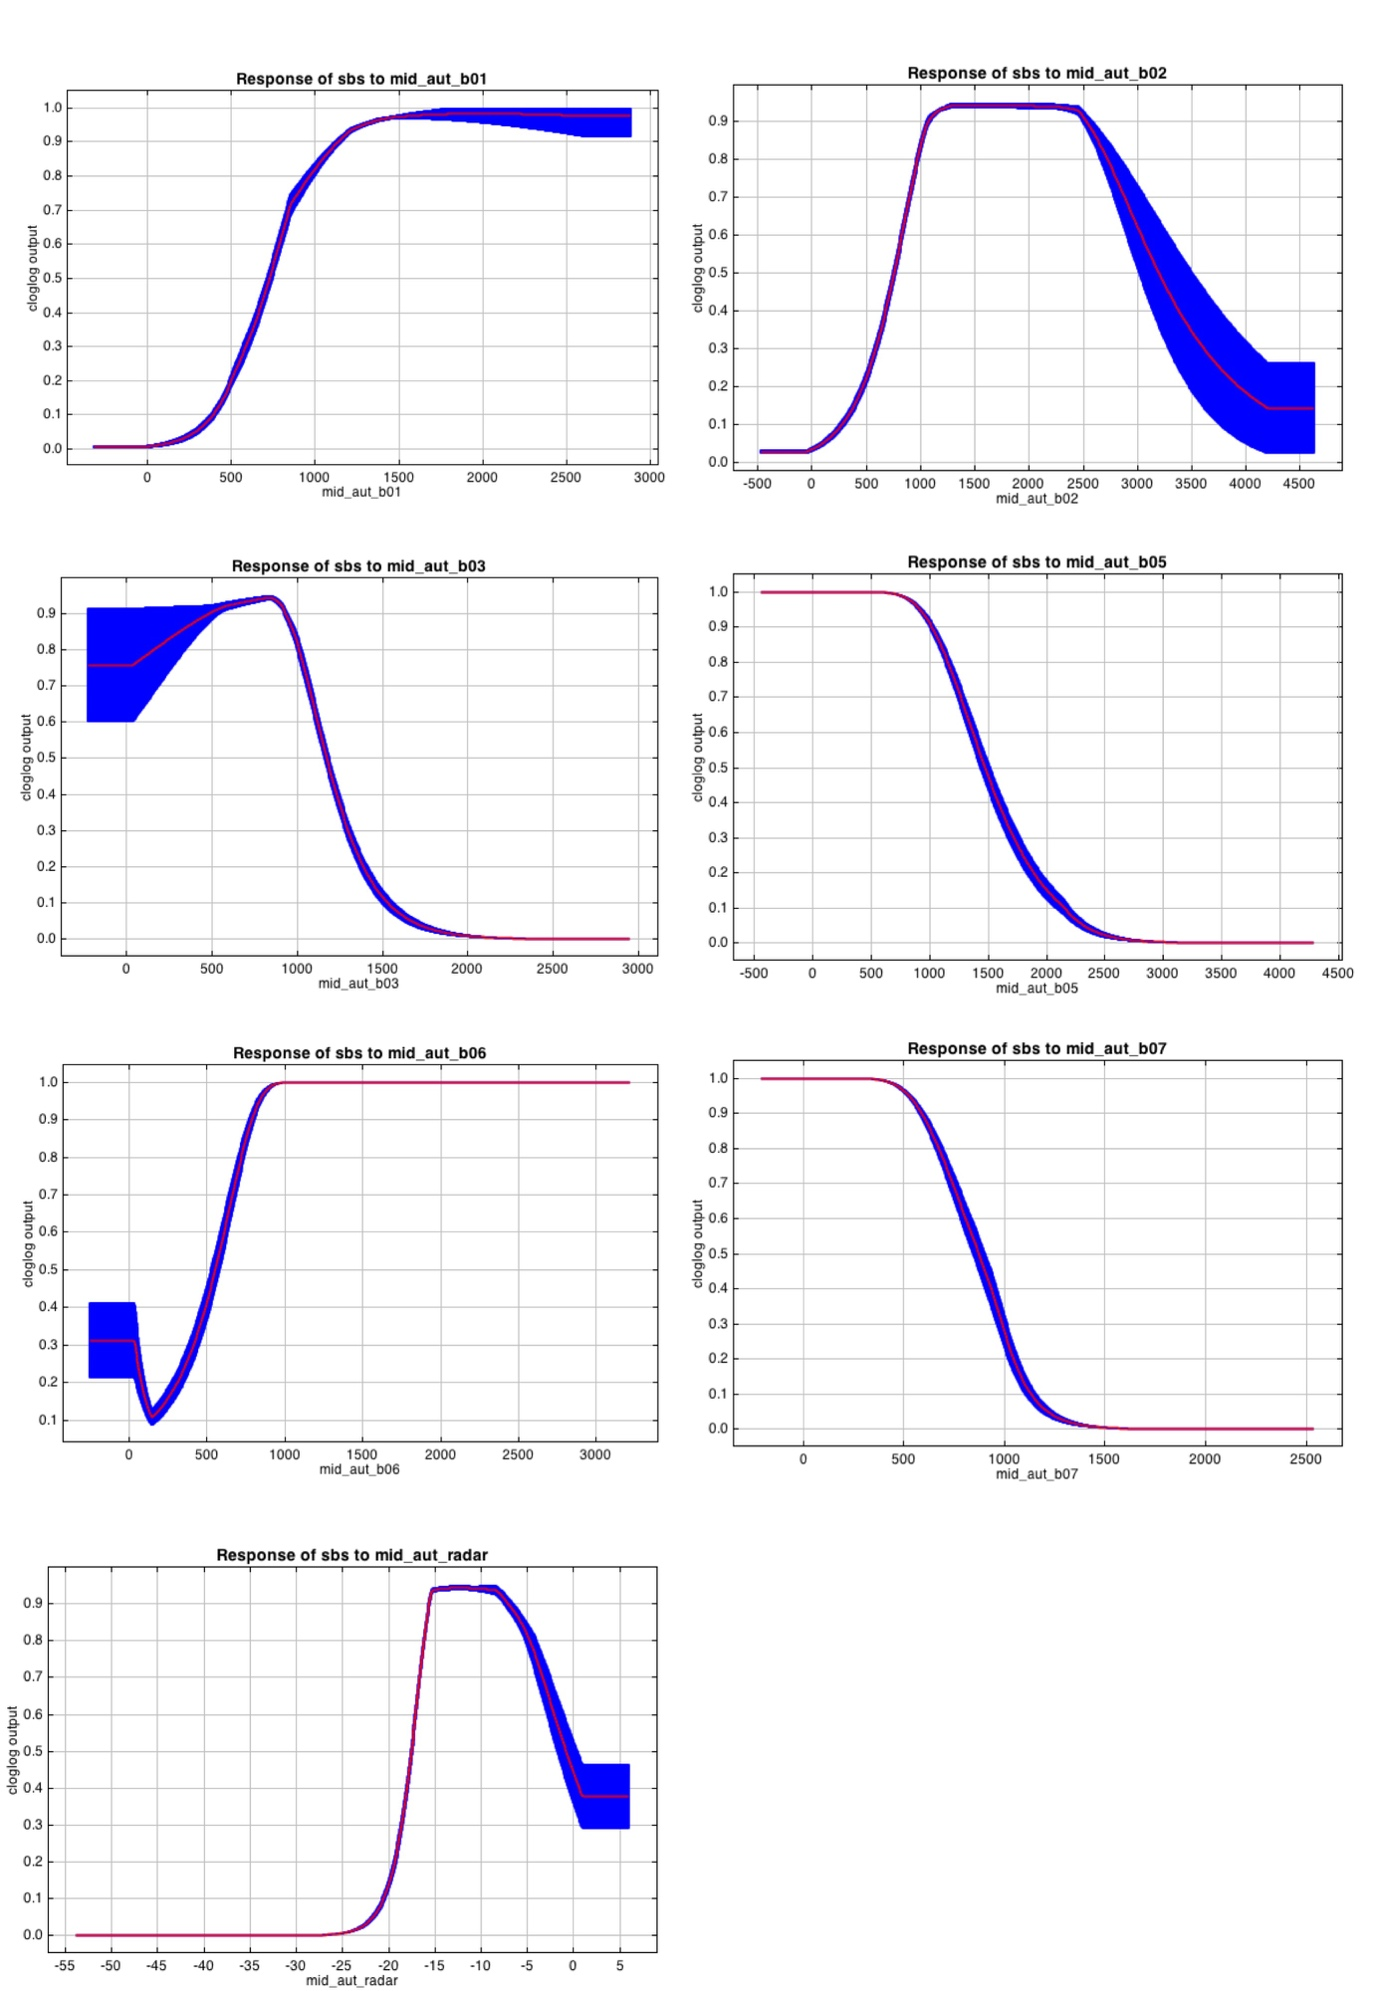 Response of sbs to mid_aut_b01
cloglog output
1.0
0.9
0.8
0.7
0.6
0.5
0.4
0.3
0.2
0.1
0.0
0 500 1000 1500 2000 2500 3000
mid_aut_b01
Response of sbs to mid_aut_b02
cloglog output
0.9
0.8
0.7
0.6
0.5
0.4
0.3
0.2
0.1
0.0
-500 0 500 1000 1500 2000 2500 3000 3500 4000 4500
mid_aut_b02
Response of sbs to mid_aut_b03
cloglog output
0.9
0.8
0.7
0.6
0.5
0.4
0.3
0.2
0.1
0.0
0 500 1000 1500 2000 2500 3000
mid_aut_b03
Response of sbs to mid_aut_b05
cloglog output
1.0
0.9
0.8
0.7
0.6
0.5
0.4
0.3
0.2
0.1
0.0
-500 0 500 1000 1500 2000 2500 3000 3500 4000 4500
mid_aut_b05
Response of sbs to mid_aut_b06
cloglog output
1.0
0.9
0.8
0.7
0.6
0.5
0.4
0.3
0.2
0.1
0 500 1000 1500 2000 2500 3000
mid_aut_b06
Response of sbs to mid_aut_b07
cloglog output
1.0
0.9
0.8
0.7
0.6
0.5
0.4
0.3
0.2
0.1
0.0
0 500 1000 1500 2000 2500
mid_aut_b07
Response of sbs to mid_aut_radar
cloglog output
0.9
0.8
0.7
0.6
0.5
0.4
0.3
0.2
0.1
0.0
-55 -50 -45 -40 -35 -30 -25 -20 -15 -10 -5 0 5
mid_aut_radar